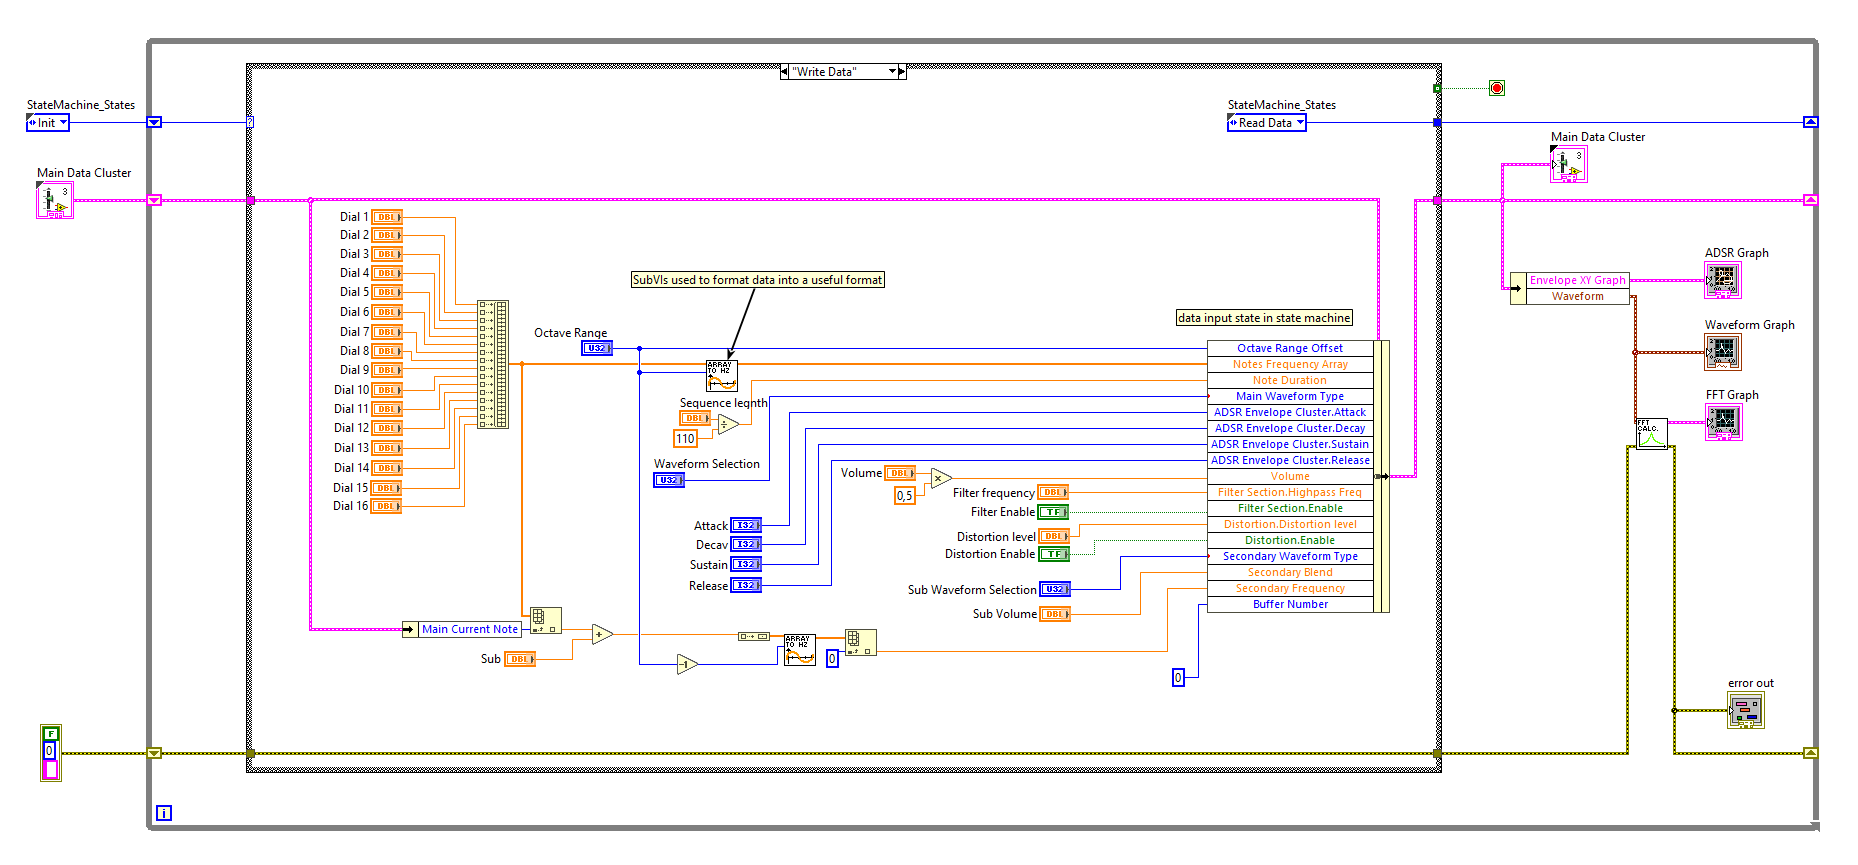 "Write Data"
StateMachine_States
Init
StateMachine_States
Read Data
Main Data Cluster
3
Main Data Cluster
3
Dial 1
DBL
Dial 2
DBL
Dial 3
DBL
Dial 4
DBL
Dial 5
DBL
Dial 6
DBL
Dial 7
DBL
Dial 8
DBL
Dial 9
DBL
Dial 10
DBL
Dial 11
DBL
Dial 12
DBL
Dial 13
DBL
Dial 14
DBL
Dial 15
DBL
Dial 16
DBL
SubVIs used to format data into a useful format
data input state in state machine
Octave Range
U32
ARRAY
TO HZ
Sequence leqnth
DBL
110
Waveform Selection
U32
Attack
I32
Decav
I32
Sustain
I32
Release
I32
Volume
DBL
0,5
Filter frequency
DBL
Filter Enable
TF
Distortion level
DBL
Distortion Enable
TF
Sub Waveform Selection
U32
Sub Volume
DBL
0
Octave Range Offset
Notes Frequency Array
Note Duration
Main Waveform Type
ADSR Envelope Cluster.Attack
ADSR Envelope Cluster.Decay
ADSR Envelope Cluster.Sustain
ADSR Envelope Cluster.Release
Volume
Filter Section.Highpass Freq
Filter Section.Enable
Distortion.Distortion level
Distortion.Enable
Secondary Waveform Type
Secondary Blend
Secondary Frequency
Buffer Number
Main Current Note
Sub
DBL
+
-1
ARRAY
TO HZ
0
Envelope XY Graph
Waveform
ADSR Graph
Waveform Graph
FFT Graph
FFT
CALC.
error out
F
0
i